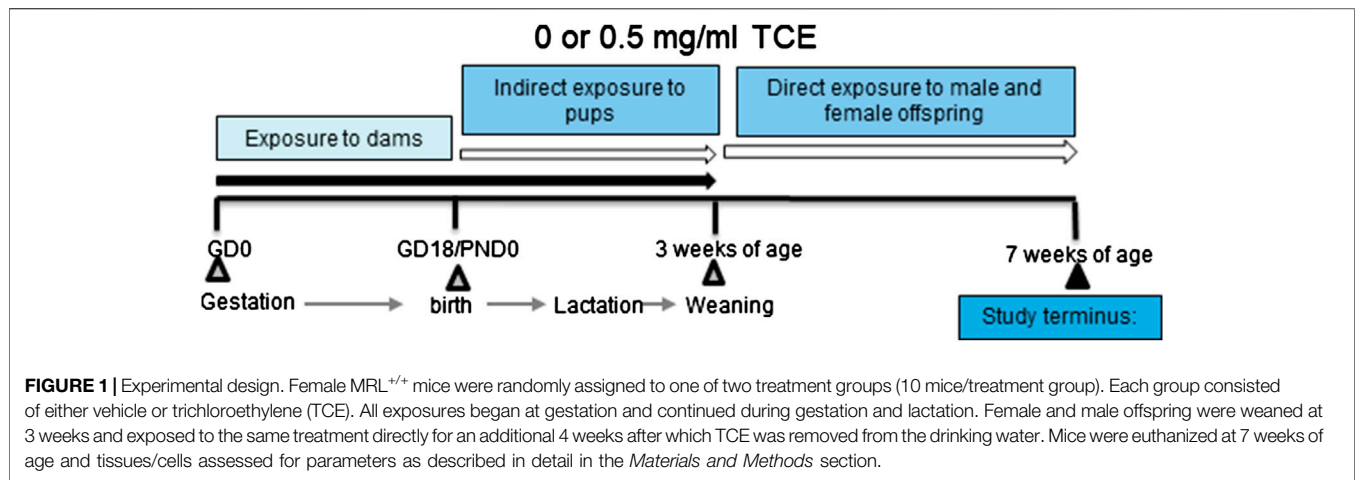 0 or 0.5 mg/ml TCE
Indirect exposure to
pups
Direct exposure to male and
female offspring
Exposure to dams
GD0
GD18/PND0
3 weeks of age
7 weeks of age
Gestation
birth
Lactation
Weaning
Study terminus:
FIGURE 1 | Experimental design. Female MRL+/+ mice were randomly assigned to one of two treatment groups (10 mice/treatment group). Each group consisted
of either vehicle or trichloroethylene (TCE). All exposures began at gestation and continued during gestation and lactation. Female and male offspring were weaned at
3 weeks and exposed to the same treatment directly for an additional 4 weeks after which TCE was removed from the drinking water. Mice were euthanized at 7 weeks of
age and tissues/cells assessed for parameters as described in detail in the Materials and Methods section.